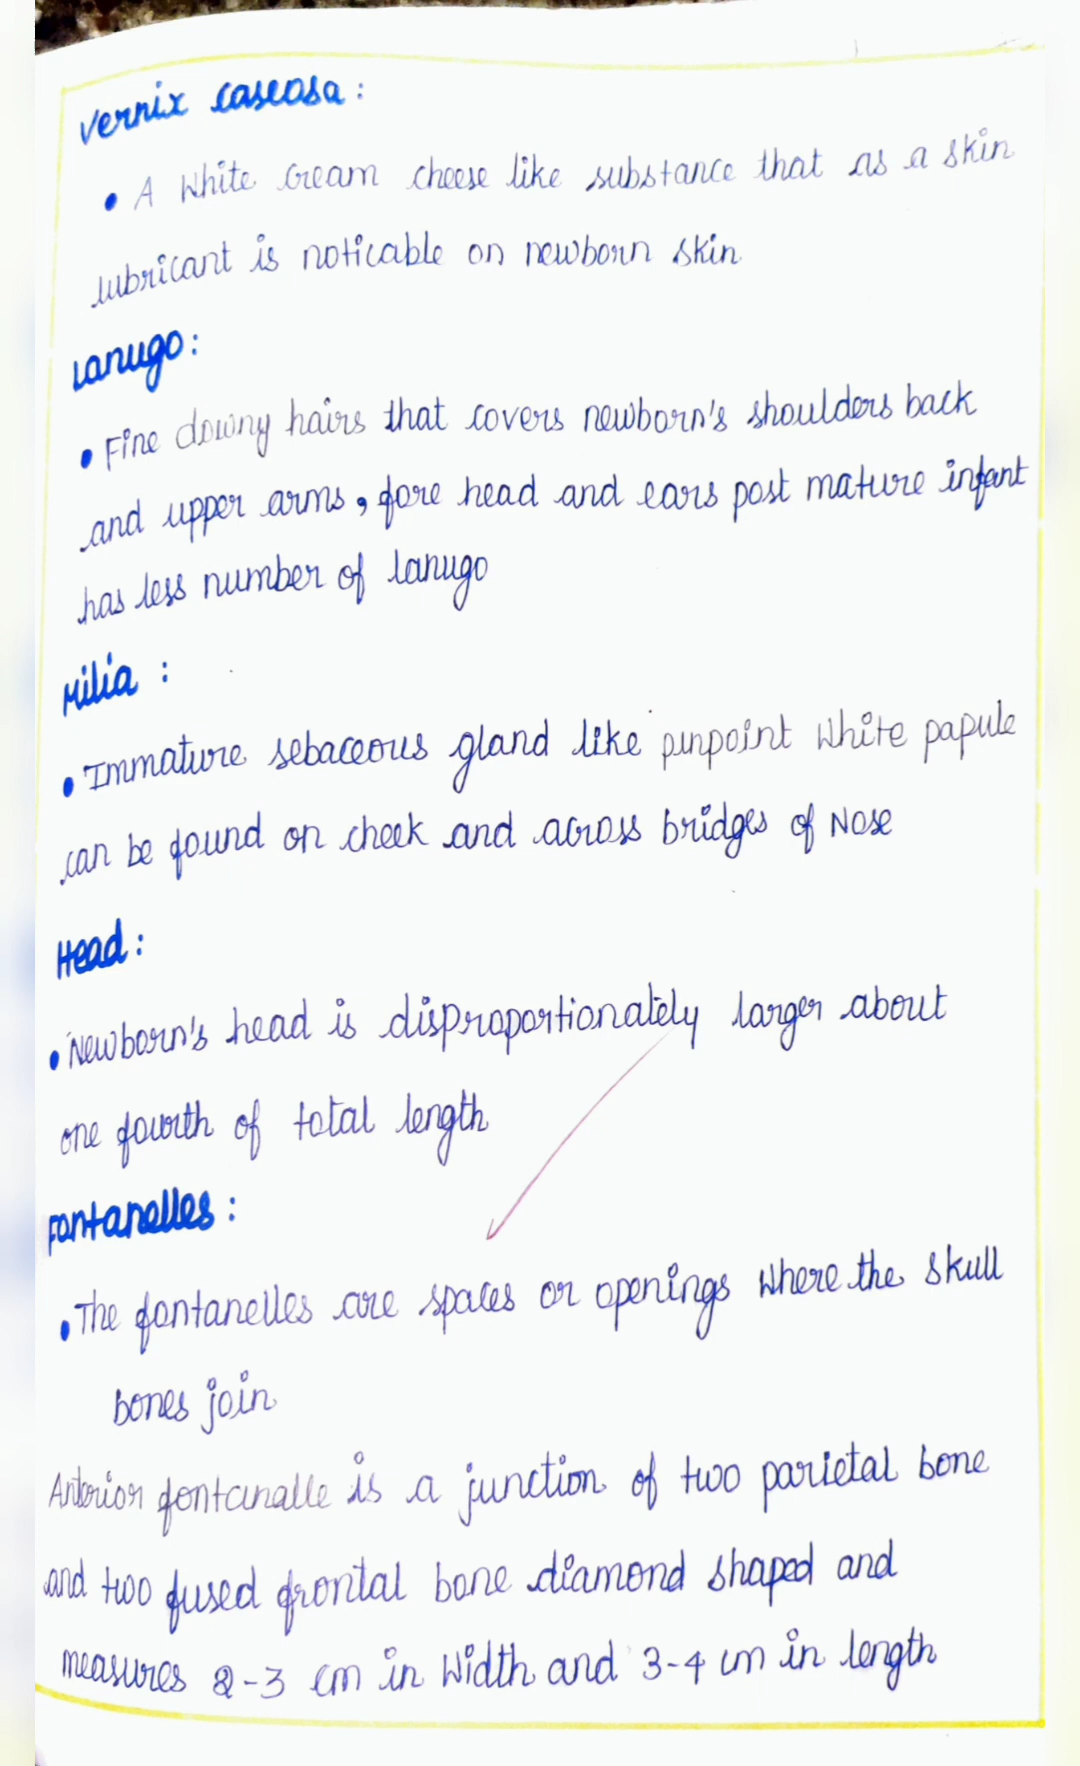 Vernix caseosa :
• A White cream cheese like substance that as a skin
lubricant is noticable on newborn skin
Lanugo :
• Fine downy hairs that covers newborn's shoulders back
and upper arms, fore head and ears post mature infant
has less number of lanugo
Milia :
• Immature sebaceous gland like pinpoint white papule
can be found on cheek and across bridges of Nose
Head :
• Newborn's head is disproportionately larger about
one fourth of total length
Fontanelles :
• The fontanelles are spaces or openings where the skull
bones join
Anterior fontanalle is a junction of two parietal bone
and two fused frontal bone diamond shaped and
measures 2-3 cm in width and 3-4 cm in length